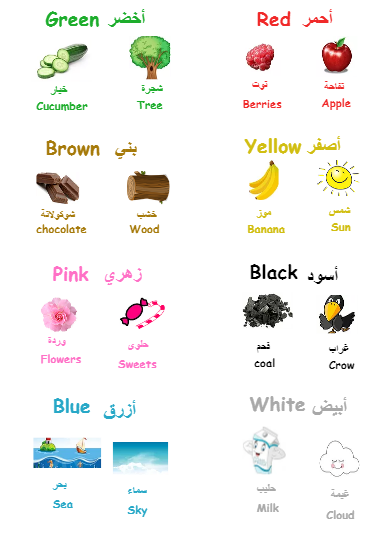 Green أخضر
خيار
Cucumber
شجرة
Tree
Red أحمر
توت
Berries
تفاحة
Apple
Brown بني
شوكولاتة
chocolate
خشب
Wood
Yellow أصفر
موز
Banana
شمس
Sun
Pink زهري
وردة
Flowers
حلوى
Sweets
Black أسود
فحم
coal
غراب
Crow
Blue أزرق
بحر
Sea
سماء
Sky
White أبيض
حليب
Milk
غيمة
Cloud